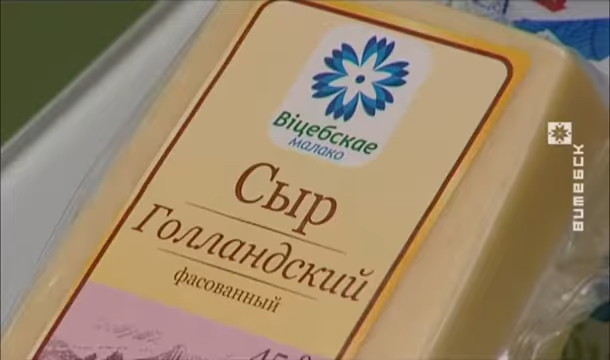 Віцебскае
малако
Сыр
Голландский
фасованный
витебск